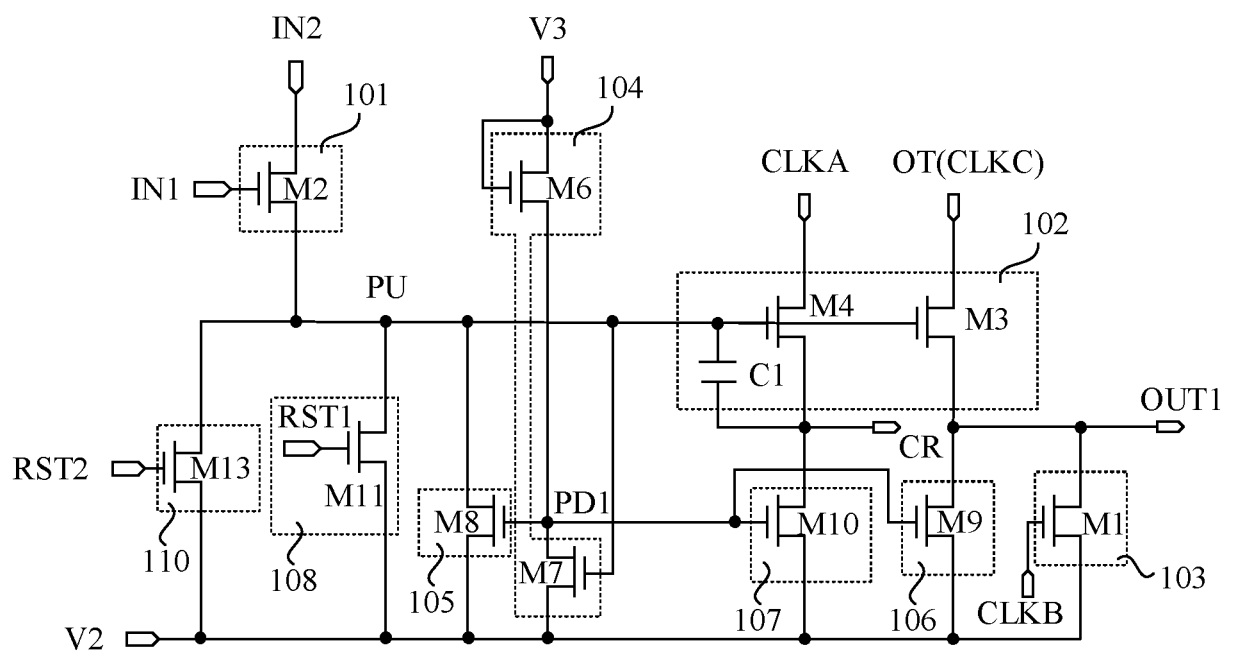 IN2
V3
101
104
IN1
M2
M6
CLKA
OT(CLKC)
102
PU
M4
M3
C1
OUT1
RST1
CR
RST2
M13
M11
PD1
M8
M10
M9
M1
M7
110
108
105
107
106
CLKB
103
V2